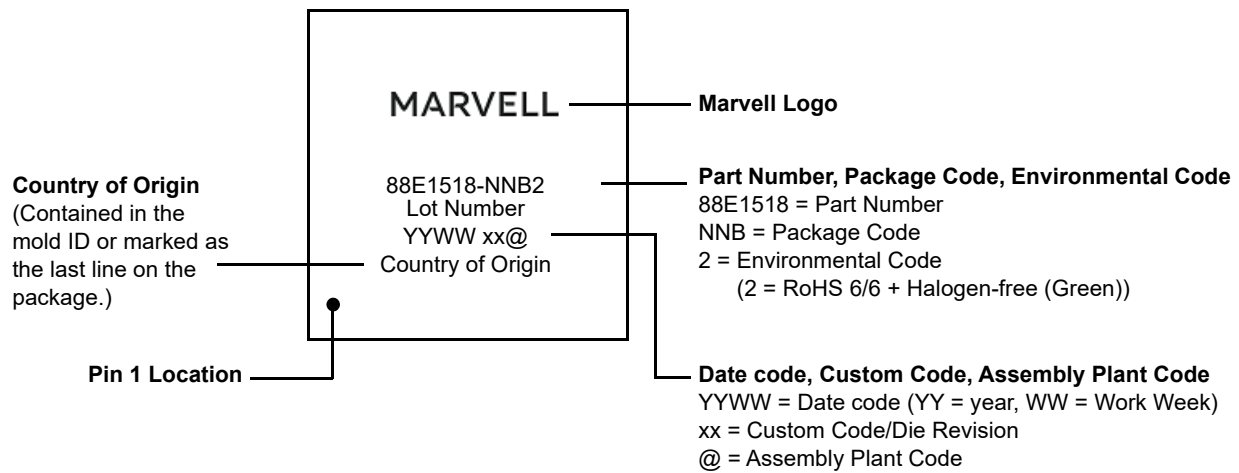 MARVELL
Marvell Logo
Country of Origin
(Contained in the
mold ID or marked as
the last line on the
package.)
88E1518-NNB2
Lot Number
YYWW xx@
Country of Origin
Part Number, Package Code, Environmental Code
88E1518 = Part Number
NNB = Package Code
2 = Environmental Code
(2 = RoHS 6/6 + Halogen-free (Green))
Pin 1 Location
Date code, Custom Code, Assembly Plant Code
YYWW = Date code (YY = year, WW = Work Week)
xx = Custom Code/Die Revision
@ = Assembly Plant Code